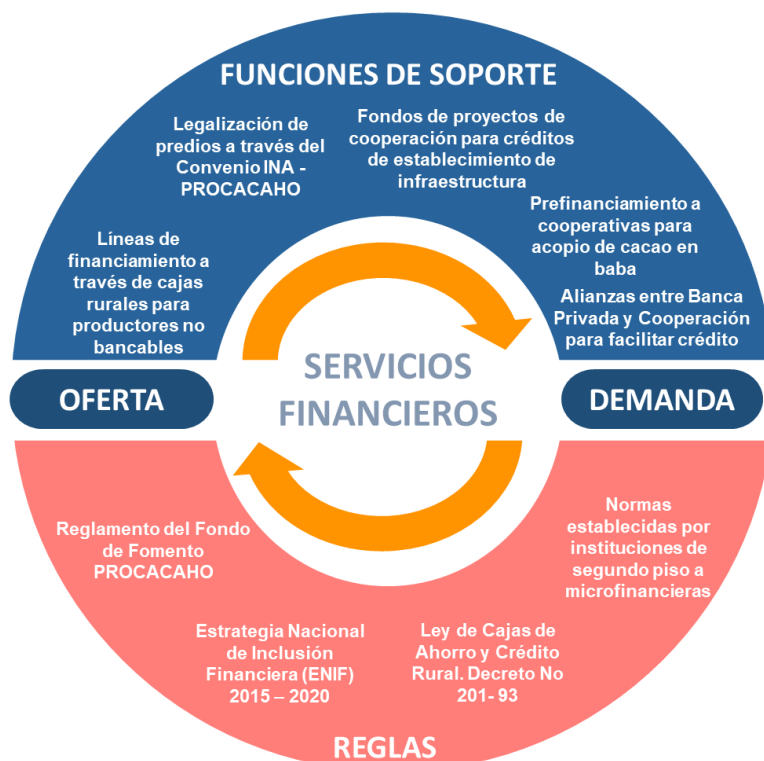 FUNCIONES DE SOPORTE
Legalización de
predios a través del
Convenio INA -
PROCACAHO
Fondos de proyectos de
cooperación para créditos
de establecimiento de
infraestructura
Líneas de
financiamiento a
través de cajas
rurales para
productores no
bancables
Prefinanciamiento a
cooperativas para
acopio de cacao en
baba
Alianzas entre Banca
Privada y Cooperación
para facilitar crédito
OFERTA
SERVICIOS
FINANCIEROS
DEMANDA
Reglamento del Fondo
de Fomento
PROCACAHO
Estrategia Nacional
de Inclusión
Financiera (ENIF)
2015 – 2020
Ley de Cajas de
Ahorro y Crédito
Rural. Decreto No
201- 93
Normas
establecidas por
instituciones de
segundo piso a
microfinancieras
REGLAS